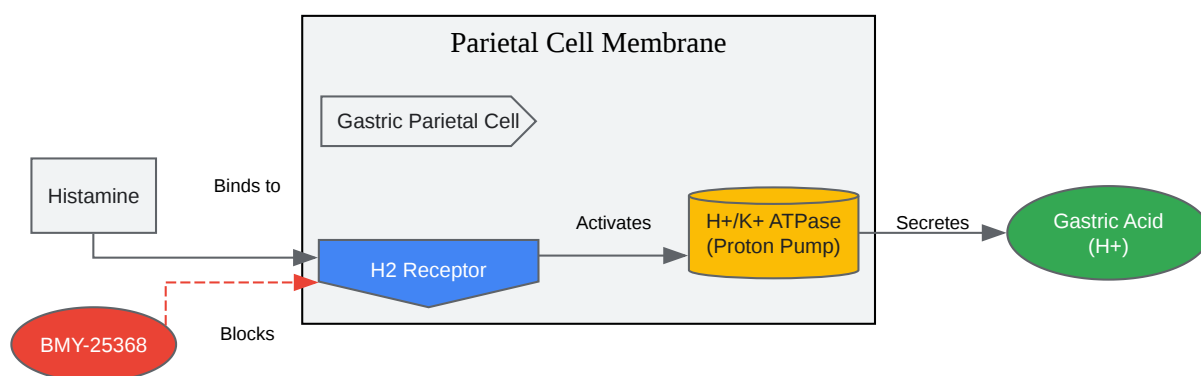 Parietal Cell Membrane
Gastric Parietal Cell
Histamine
Binds to
H2 Receptor
Activates
H+/K+ ATPase
(Proton Pump)
Secretes
Gastric Acid
(H+)
BMY-25368
Blocks